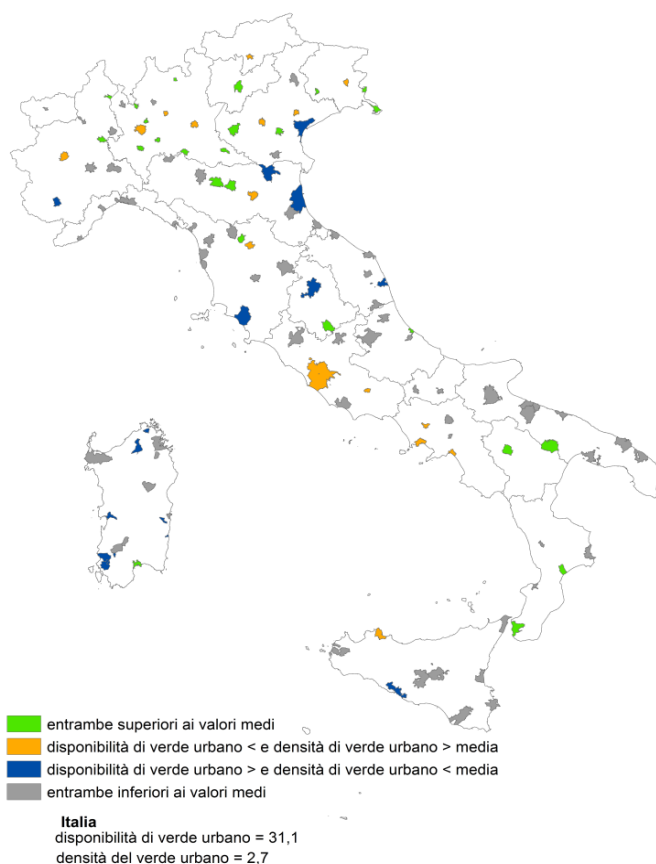 entrambe superiori ai valori medi
disponibilità di verde urbano < e densità di verde urbano > media
disponibilità di verde urbano > e densità di verde urbano < media
entrambe inferiori ai valori medi
Italia
disponibilità di verde urbano = 31,1
densità del verde urbano = 2,7